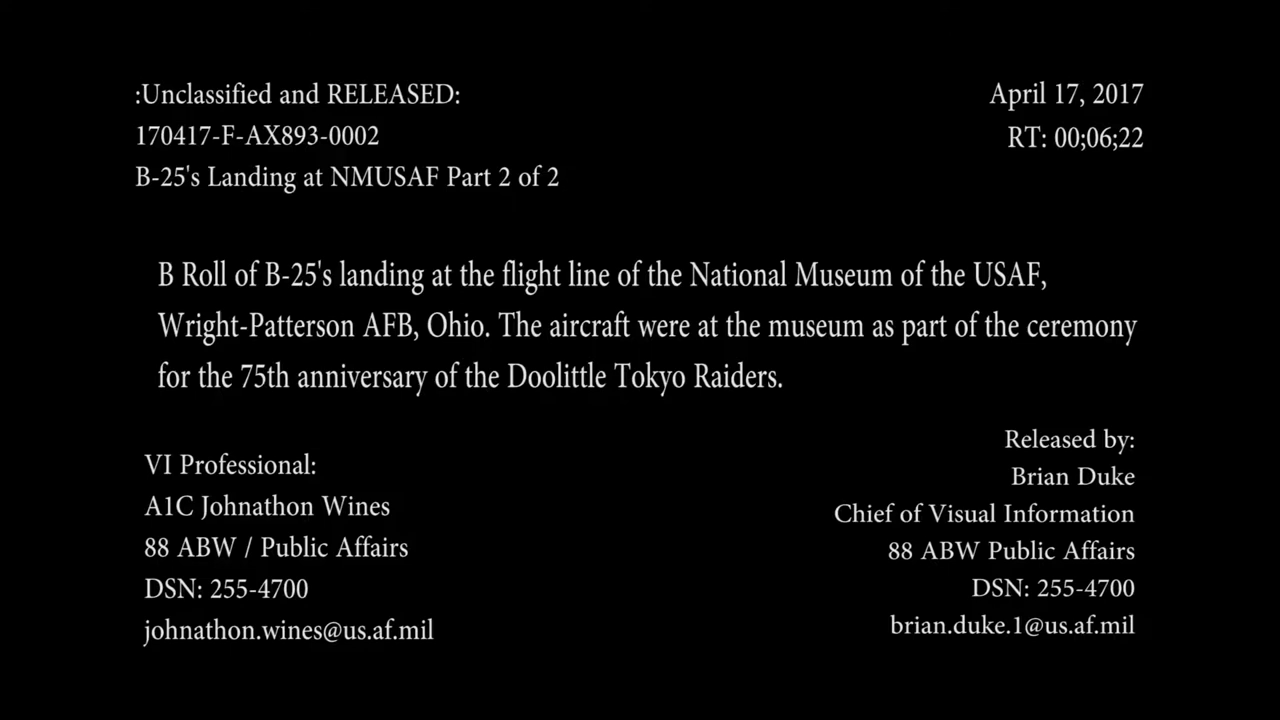 :Unclassified and RELEASED:
170417-F-AX893-0002
B-25's Landing at NMUSAF Part 2 of 2
April 17, 2017
RT: 00;06;22
B Roll of B-25's landing at the flight line of the National Museum of the USAF,
Wright-Patterson AFB, Ohio. The aircraft were at the museum as part of the ceremony
for the 75th anniversary of the Doolittle Tokyo Raiders.
VI Professional:
A1C Johnathon Wines
88 ABW / Public Affairs
DSN: 255-4700
johnathon.wines@us.af.mil
Released by:
Brian Duke
Chief of Visual Information
88 ABW Public Affairs
DSN: 255-4700
brian.duke.1@us.af.mil